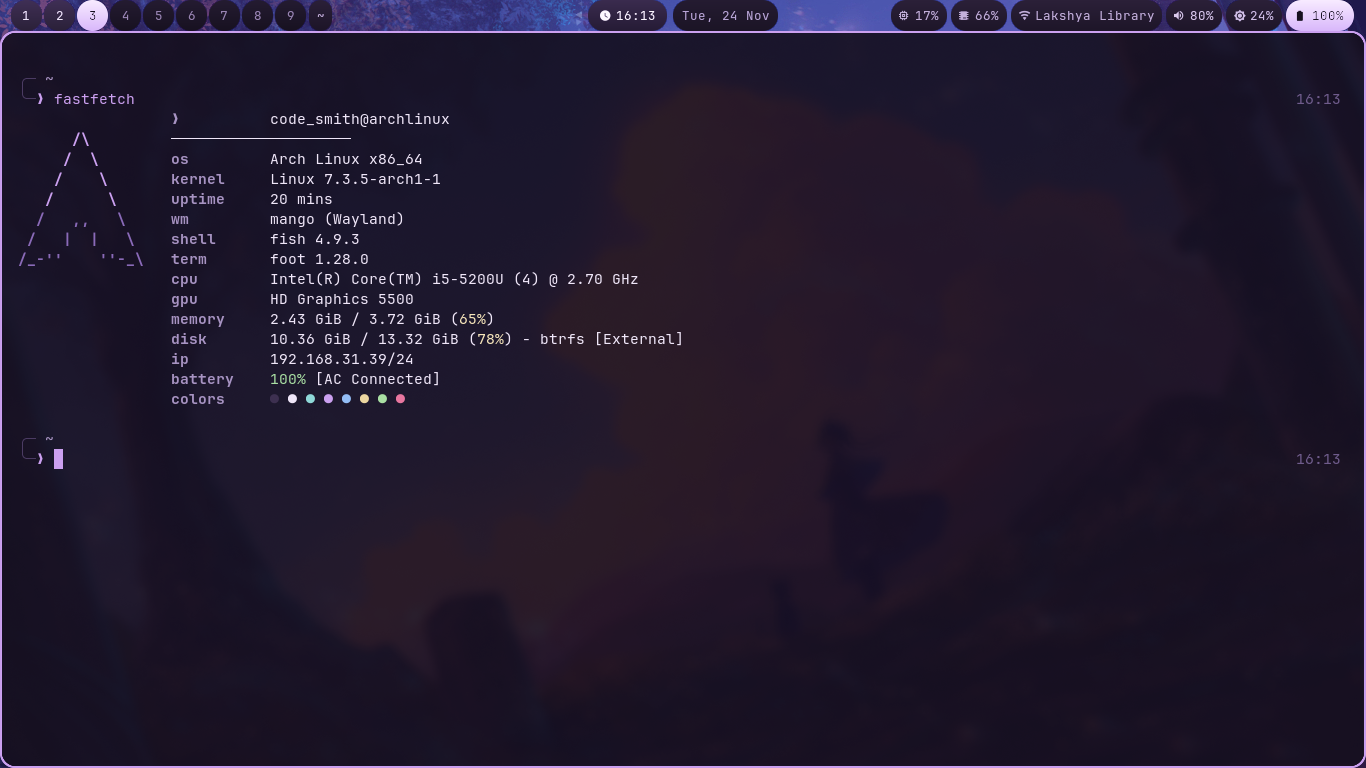 1 2 3 4 5 6 7 8 9 ~ 16:13 Tue, 24 Nov 17% 66% Lakshya Library 80% 24% 100%
~
❫ fastfetch 16:13
❫ code_smith@archlinux
os Arch Linux x86_64
kernel Linux 7.3.5-arch1-1
uptime 20 mins
wm mango (Wayland)
shell fish 4.9.3
term foot 1.28.0
cpu Intel(R) Core(TM) i5-5200U (4) @ 2.70 GHz
gpu HD Graphics 5500
memory 2.43 GiB / 3.72 GiB (65%)
disk 10.36 GiB / 13.32 GiB (78%) - btrfs [External]
ip 192.168.31.39/24
battery 100% [AC Connected]
colors
~
❫ 16:13